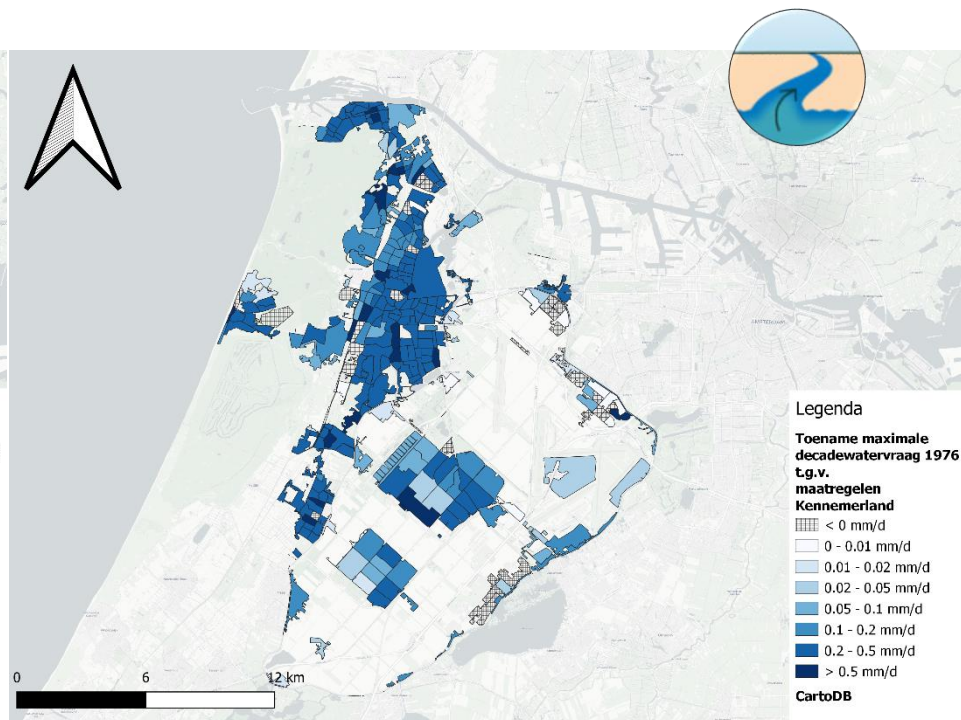 Legenda
Toename maximale
decadewatervraag 1976
t.g.v.
maatregelen
Kennemerland
< 0 mm/d
0 - 0.01 mm/d
0.01 - 0.02 mm/d
0.02 - 0.05 mm/d
0.05 - 0.1 mm/d
0.1 - 0.2 mm/d
0.2 - 0.5 mm/d
> 0.5 mm/d
CartoDB
0 6 12 km